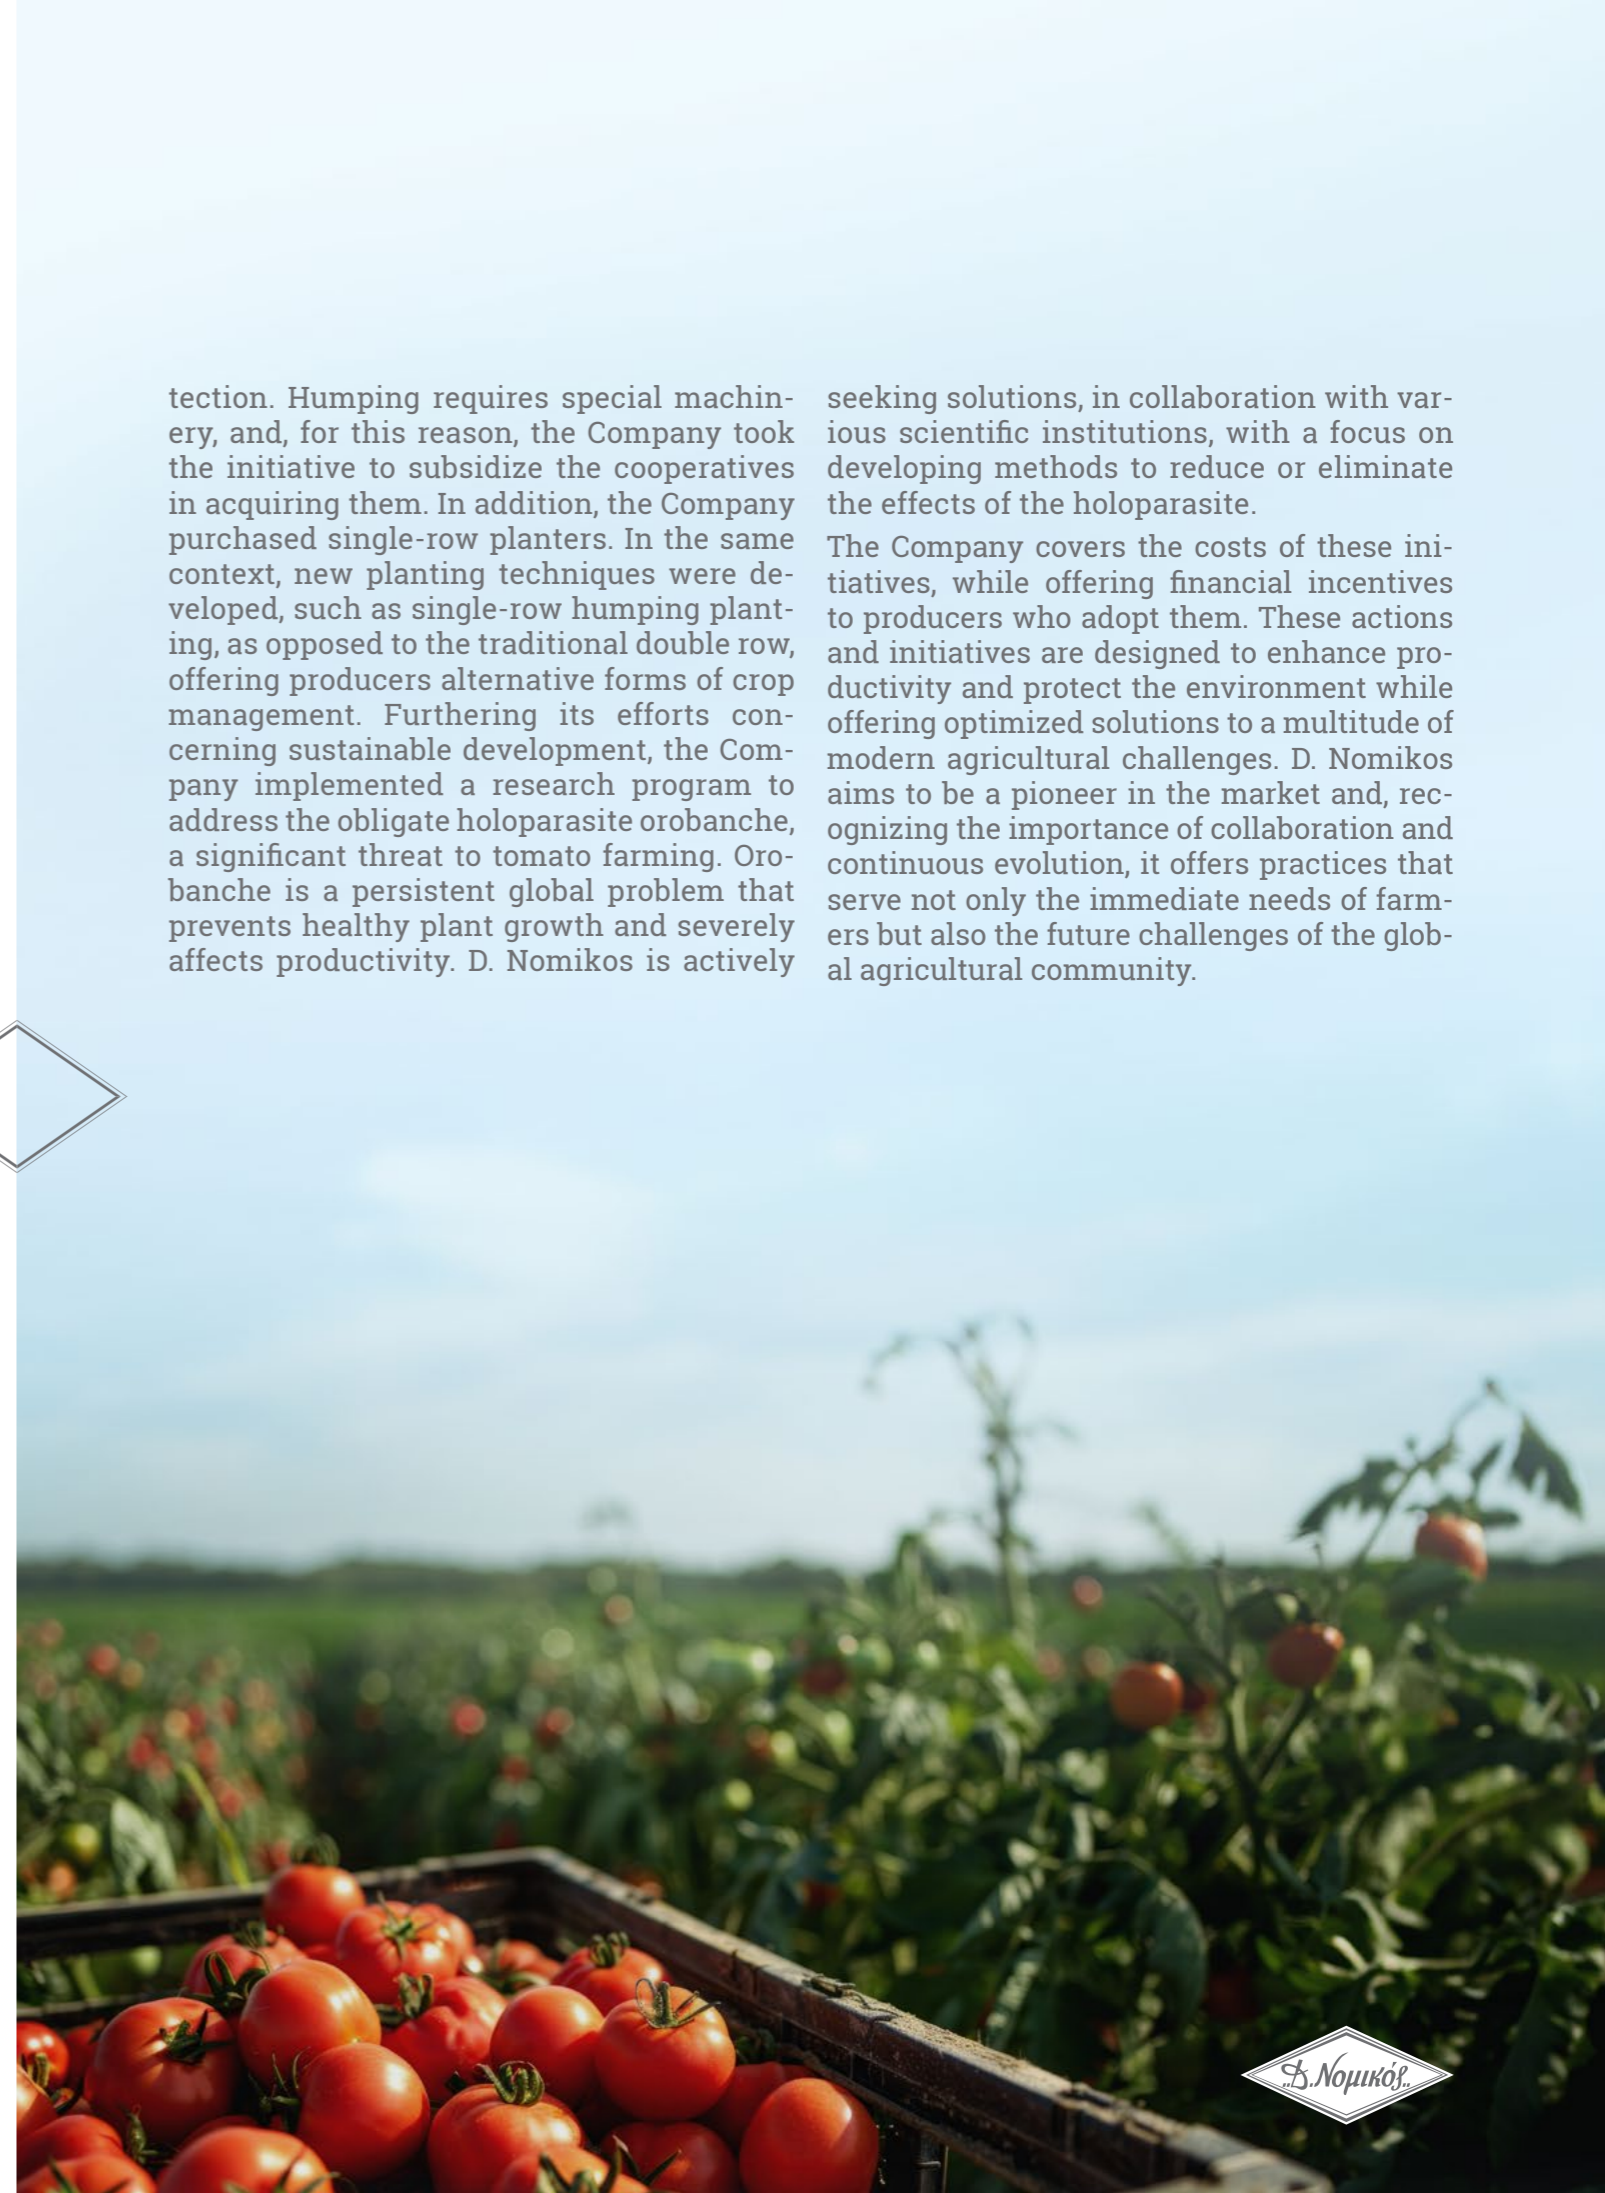 tection. Humping requires special machin-
ery, and, for this reason, the Company took
the initiative to subsidize the cooperatives
in acquiring them. In addition, the Company
purchased single-row planters. In the same
context, new planting techniques were de-
veloped, such as single-row humping plant-
ing, as opposed to the traditional double row,
offering producers alternative forms of crop
management. Furthering its efforts con-
cerning sustainable development, the Com-
pany implemented a research program to
address the obligate holoparasite orobanche,
a significant threat to tomato farming. Oro-
banche is a persistent global problem that
prevents healthy plant growth and severely
affects productivity. D. Nomikos is actively
seeking solutions, in collaboration with var-
ious scientific institutions, with a focus on
developing methods to reduce or eliminate
the effects of the holoparasite.
The Company covers the costs of these ini-
tiatives, while offering financial incentives
to producers who adopt them. These actions
and initiatives are designed to enhance pro-
ductivity and protect the environment while
offering optimized solutions to a multitude of
modern agricultural challenges. D. Nomikos
aims to be a pioneer in the market and, rec-
ognizing the importance of collaboration and
continuous evolution, it offers practices that
serve not only the immediate needs of farm-
ers but also the future challenges of the glob-
al agricultural community.
..Δ.Νομικός..